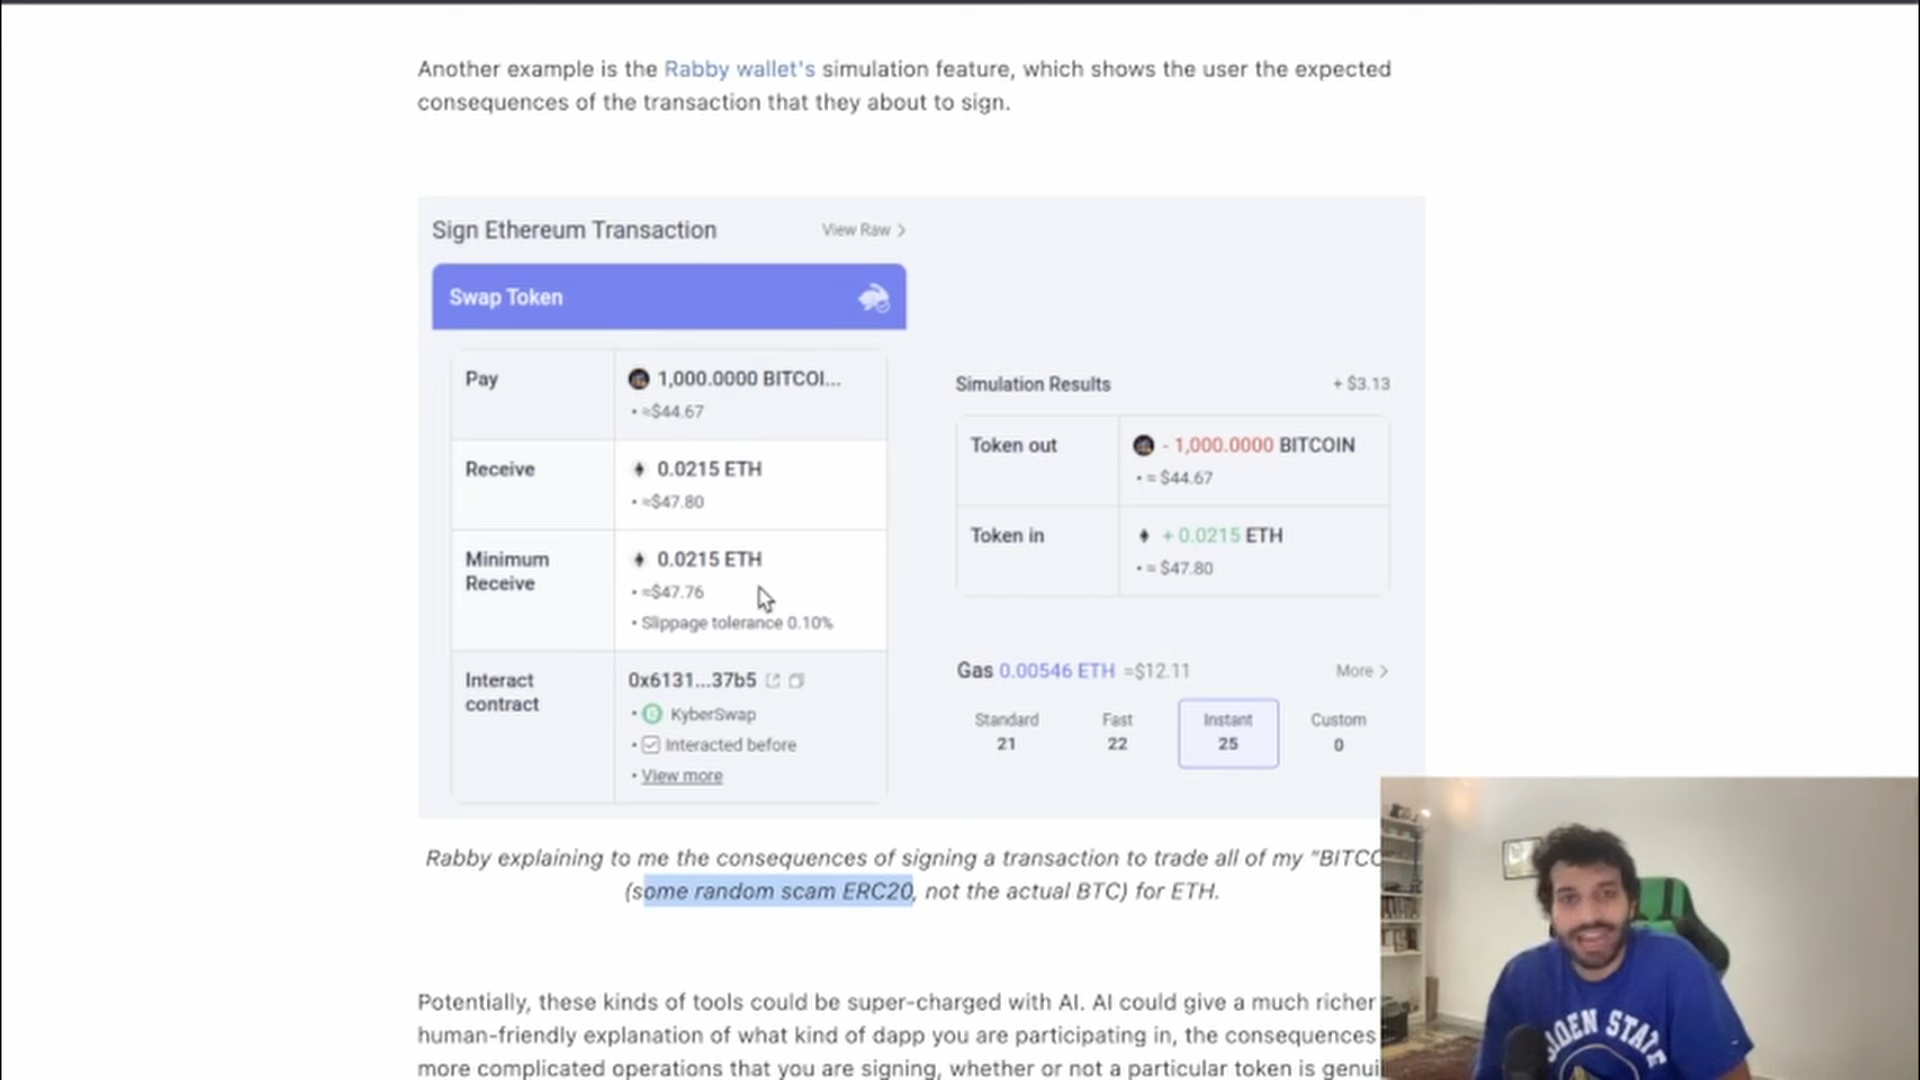 Another example is the Rabby wallet's simulation feature, which shows the user the expected
consequences of the transaction that they about to sign.
Sign Ethereum Transaction
View Raw >
Swap Token
Pay
1,000.0000 BITCOI...
• ≈$44.67
Receive
0.0215 ETH
• ≈$47.80
Minimum
Receive
0.0215 ETH
• ≈$47.76
• Slippage tolerance 0.10%
Interact
contract
0x6131...37b5
• KyberSwap
• Interacted before
• View more
Simulation Results
+ $3.13
Token out
- 1,000.0000 BITCOIN
• ≈ $44.67
Token in
+ 0.0215 ETH
• ≈ $47.80
Gas 0.00546 ETH ≈$12.11
More >
Standard
21
Fast
22
Instant
25
Custom
0
Rabby explaining to me the consequences of signing a transaction to trade all of my "BITCO
(some random scam ERC20, not the actual BTC) for ETH.
Potentially, these kinds of tools could be super-charged with AI. AI could give a much richer
human-friendly explanation of what kind of dapp you are participating in, the consequences
more complicated operations that you are signing, whether or not a particular token is genui
STATE